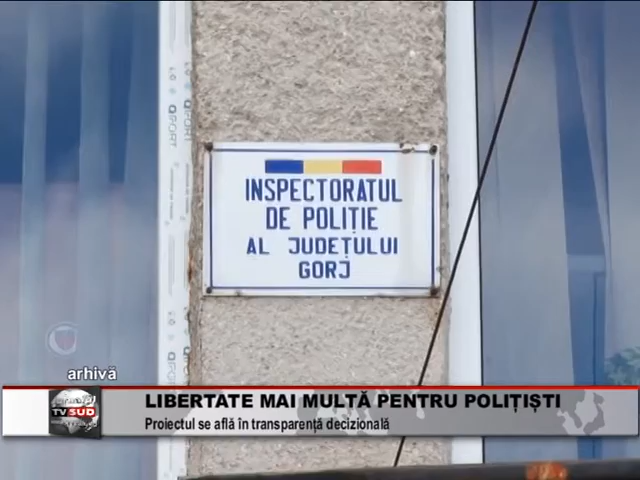 INSPECTORATUL
DE POLIȚIE
AL JUDEȚULUI
GORJ
arhivă
TV SUD
LIBERTATE MAI MULTĂ PENTRU POLIȚIȘTI
Proiectul se află în transparență decizională